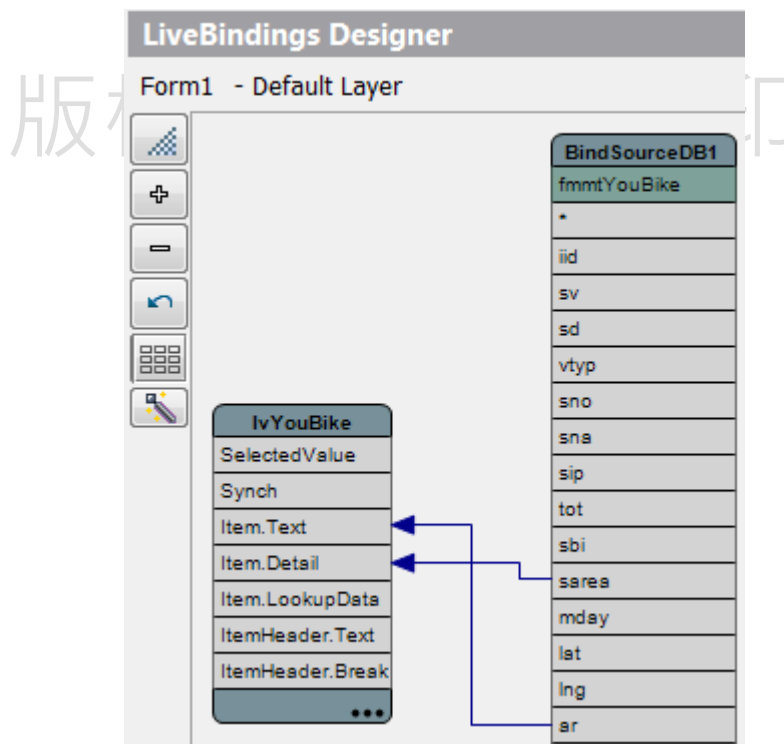 LiveBindings Designer
Form1 - Default Layer
BindSourceDB1
fmmtYouBike
*
iid
sv
sd
vtyp
sno
sna
sip
tot
sbi
sarea
mday
lat
lng
ar
lvYouBike
SelectedValue
Synch
Item.Text
Item.Detail
Item.LookupData
ItemHeader.Text
ItemHeader.Break
版
印